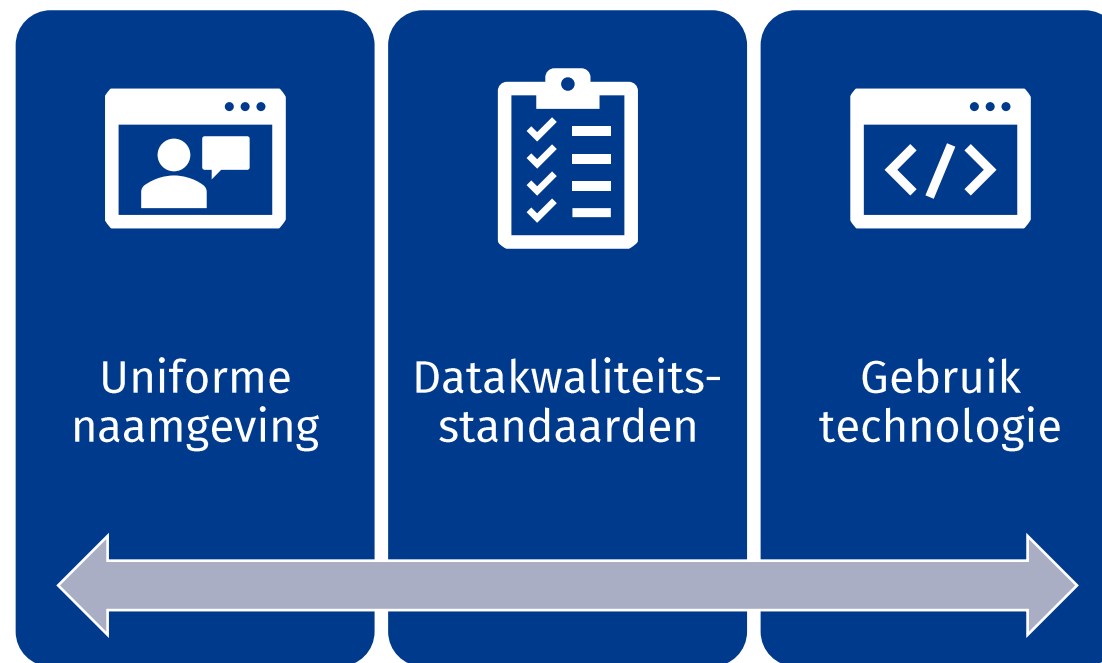 Uniforme
naamgeving
Datakwaliteits-
standaarden
Gebruik
technologie